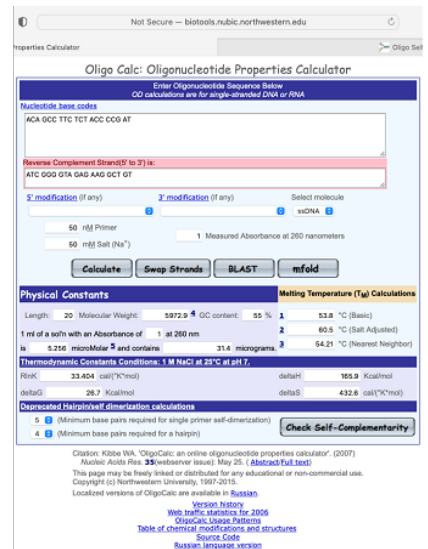 Not Secure — biotools.nubic.northwestern.edu
Properties Calculator
Oligo Self
Oligo Calc: Oligonucleotide Properties Calculator
Enter Oligonucleotide Sequence Below
OD calculations are for single-stranded DNA or RNA
Nucleotide base codes
ACA GCC TTC TCT ACC CCG AT
Reverse Complement Strand(5' to 3') is:
ATC GGG GTA GAG AAG GCT GT
5' modification (if any) 3' modification (if any) Select molecule
ssDNA
50 nM Primer
1 Measured Absorbance at 260 nanometers
50 mM Salt (Na+)
Calculate Swap Strands BLAST mfold
Physical Constants Melting Temperature (TM) Calculations
Length: 20 Molecular Weight: 5972.9 4 GC content: 55 % 1 53.8 °C (Basic)
1 ml of a sol'n with an Absorbance of 1 at 260 nm 2 60.5 °C (Salt Adjusted)
is 5.256 microMolar 5 and contains 31.4 micrograms. 3 54.21 °C (Nearest Neighbor)
Thermodynamic Constants Conditions: 1 M NaCl at 25°C at pH 7.
RlnK 33.404 cal/(°K*mol) deltaH 165.9 Kcal/mol
deltaG 26.7 Kcal/mol deltaS 432.6 cal/(°K*mol)
Deprecated Hairpin/self dimerization calculations
5 (Minimum base pairs required for single primer self-dimerization)
4 (Minimum base pairs required for a hairpin)
Check Self-Complementarity
Citation: Kibbe WA. 'OligoCalc: an online oligonucleotide properties calculator'. (2007)
Nucleic Acids Res. 35(webserver issue): May 25. ( Abstract/Full text)
This page may be freely linked or distributed for any educational or non-commercial use.
Copyright (c) Northwestern University, 1997-2015.
Localized versions of OligoCalc are available in Russian.
Version history
Web traffic statistics for 2006
OligoCalc Usage Patterns
Table of chemical modifications and structures
Source Code
Russian language version